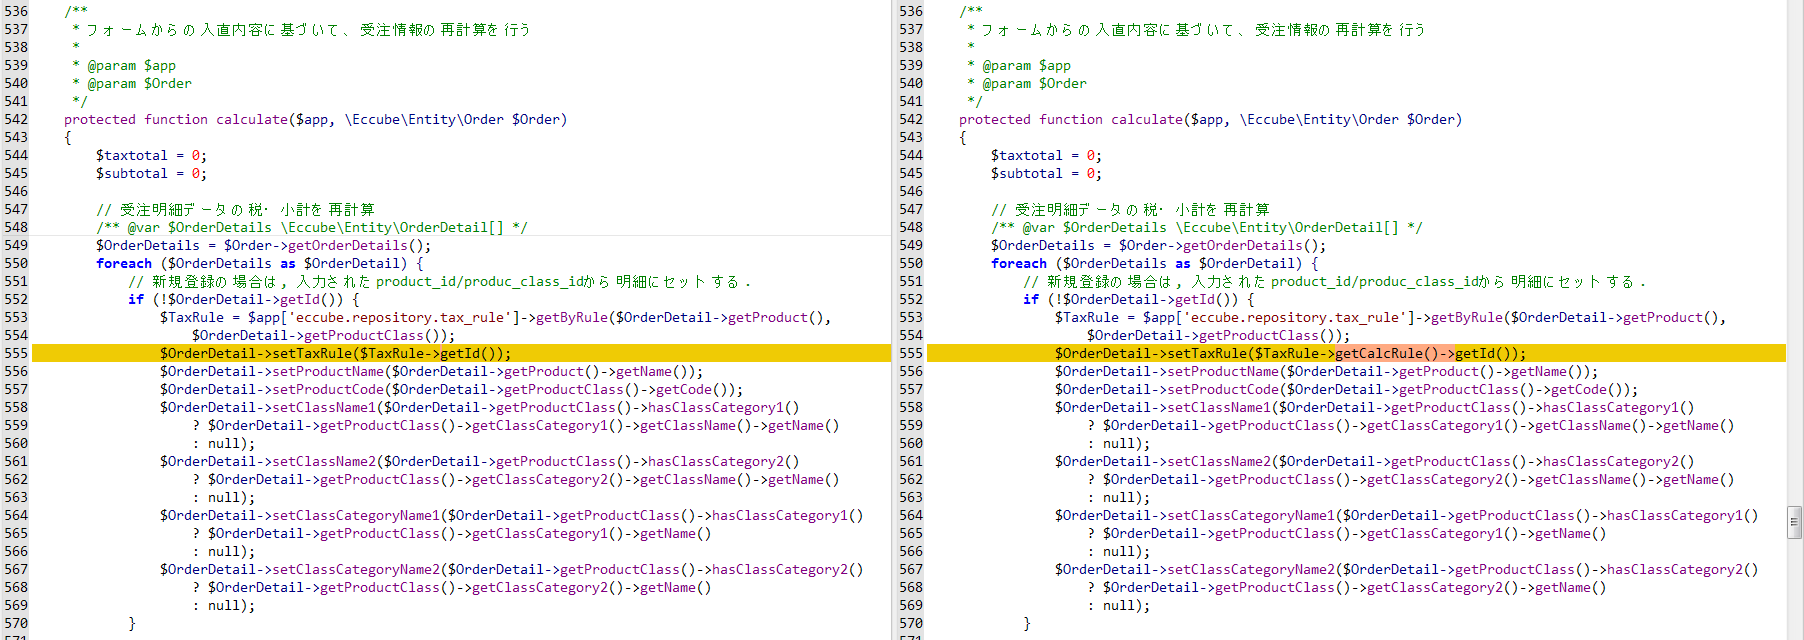 536 /**
537 * フォームからの入直内容に基づいて、受注情報の再計算を行う
538 *
539 * @param $app
540 * @param $Order
541 */
542 protected function calculate($app, \Eccube\Entity\Order $Order)
543 {
544 $taxtotal = 0;
545 $subtotal = 0;
546
547 // 受注明細データの税・小計を再計算
548 /** @var $OrderDetails \Eccube\Entity\OrderDetail[] */
549 $OrderDetails = $Order->getOrderDetails();
550 foreach ($OrderDetails as $OrderDetail) {
551 // 新規登録の場合は, 入力されたproduct_id/produc_class_idから明細にセットする.
552 if (!$OrderDetail->getId()) {
553 $TaxRule = $app['eccube.repository.tax_rule']->getByRule($OrderDetail->getProduct(),
554 $OrderDetail->getProductClass());
555 $OrderDetail->setTaxRule($TaxRule->getId());
556 $OrderDetail->setProductName($OrderDetail->getProduct()->getName());
557 $OrderDetail->setProductCode($OrderDetail->getProductClass()->getCode());
558 $OrderDetail->setClassName1($OrderDetail->getProductClass()->hasClassCategory1()
559 ? $OrderDetail->getProductClass()->getClassCategory1()->getClassName()->getName()
560 : null);
561 $OrderDetail->setClassName2($OrderDetail->getProductClass()->hasClassCategory2()
562 ? $OrderDetail->getProductClass()->getClassCategory2()->getClassName()->getName()
563 : null);
564 $OrderDetail->setClassCategoryName1($OrderDetail->getProductClass()->hasClassCategory1()
565 ? $OrderDetail->getProductClass()->getClassCategory1()->getName()
566 : null);
567 $OrderDetail->setClassCategoryName2($OrderDetail->getProductClass()->hasClassCategory2()
568 ? $OrderDetail->getProductClass()->getClassCategory2()->getName()
569 : null);
570 }
536 /**
537 * フォームからの入直内容に基づいて、受注情報の再計算を行う
538 *
539 * @param $app
540 * @param $Order
541 */
542 protected function calculate($app, \Eccube\Entity\Order $Order)
543 {
544 $taxtotal = 0;
545 $subtotal = 0;
546
547 // 受注明細データの税・小計を再計算
548 /** @var $OrderDetails \Eccube\Entity\OrderDetail[] */
549 $OrderDetails = $Order->getOrderDetails();
550 foreach ($OrderDetails as $OrderDetail) {
551 // 新規登録の場合は, 入力されたproduct_id/produc_class_idから明細にセットする.
552 if (!$OrderDetail->getId()) {
553 $TaxRule = $app['eccube.repository.tax_rule']->getByRule($OrderDetail->getProduct(),
554 $OrderDetail->getProductClass());
555 $OrderDetail->setTaxRule($TaxRule->getCalcRule()->getId());
556 $OrderDetail->setProductName($OrderDetail->getProduct()->getName());
557 $OrderDetail->setProductCode($OrderDetail->getProductClass()->getCode());
558 $OrderDetail->setClassName1($OrderDetail->getProductClass()->hasClassCategory1()
559 ? $OrderDetail->getProductClass()->getClassCategory1()->getClassName()->getName()
560 : null);
561 $OrderDetail->setClassName2($OrderDetail->getProductClass()->hasClassCategory2()
562 ? $OrderDetail->getProductClass()->getClassCategory2()->getClassName()->getName()
563 : null);
564 $OrderDetail->setClassCategoryName1($OrderDetail->getProductClass()->hasClassCategory1()
565 ? $OrderDetail->getProductClass()->getClassCategory1()->getName()
566 : null);
567 $OrderDetail->setClassCategoryName2($OrderDetail->getProductClass()->hasClassCategory2()
568 ? $OrderDetail->getProductClass()->getClassCategory2()->getName()
569 : null);
570 }